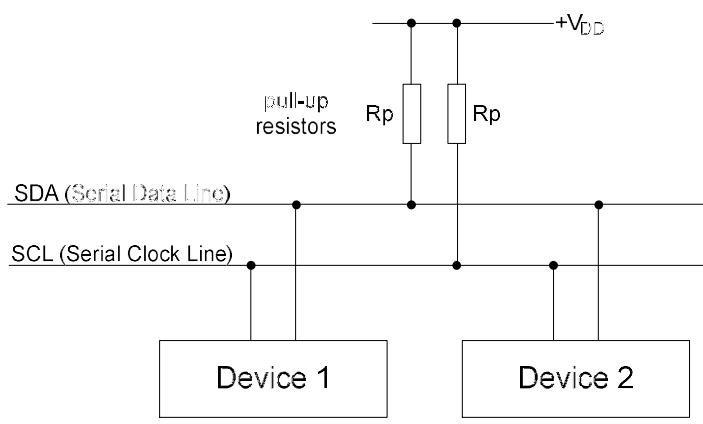 +VDD
pull-up
resistors
Rp
Rp
SDA (Serial Data Line)
SCL (Serial Clock Line)
Device 1
Device 2